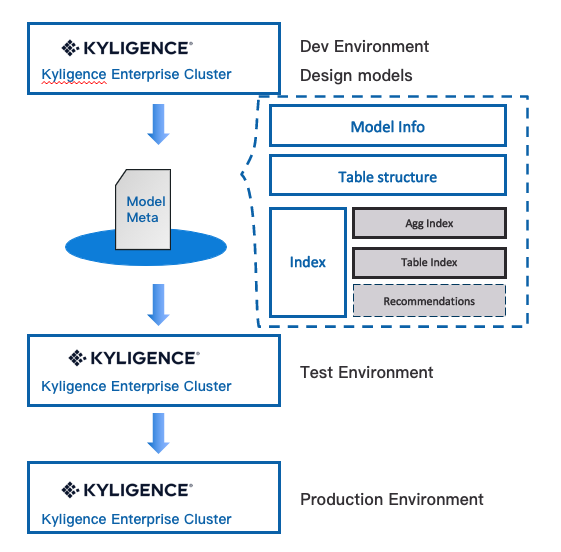 KYLIGENCE®
Kyligence Enterprise Cluster
Dev Environment
Design models
Model Info
Table structure
Model
Meta
Index
Agg Index
Table Index
Recommendations
KYLIGENCE®
Kyligence Enterprise Cluster
Test Environment
KYLIGENCE®
Kyligence Enterprise Cluster
Production Environment